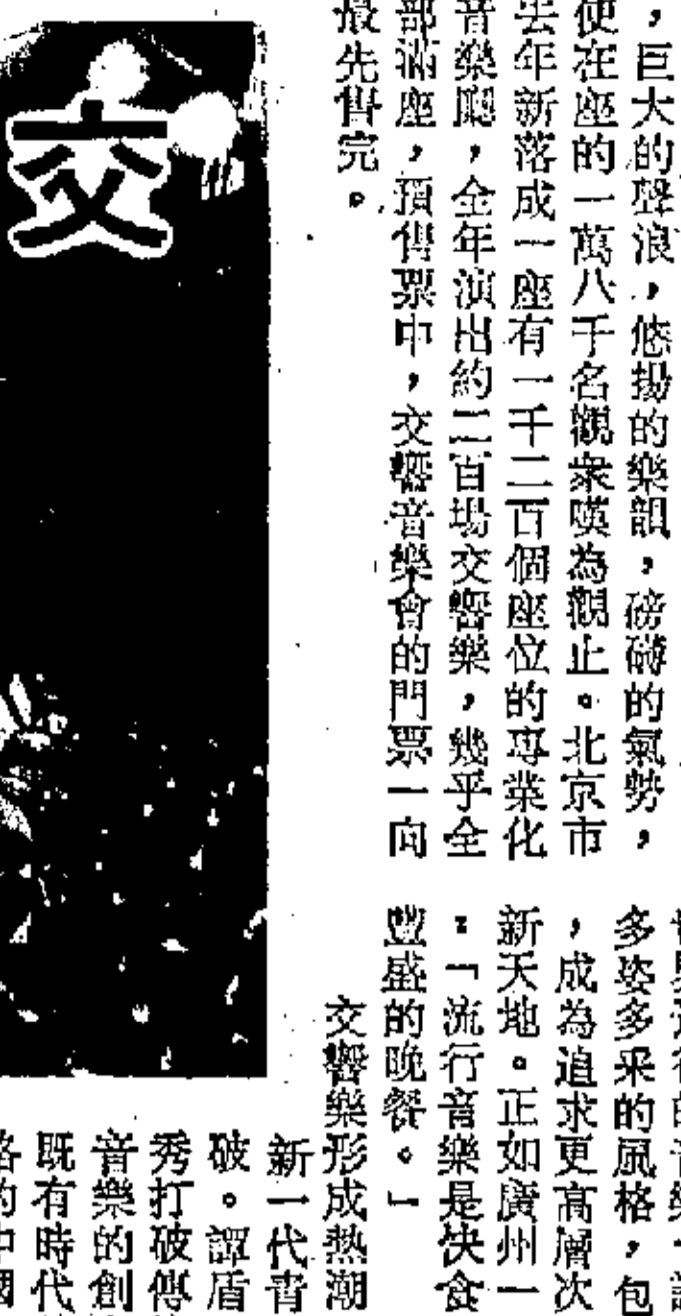 ，巨大的聲浪，悠揚的樂韻，磅礡的氣勢，
使在座的一萬八千名觀衆嘆為觀止。北京市
去年新落成一座有一千二百個座位的專業化
音樂廳，全年演出約二百場交響樂，幾乎全
部滿座，預售票中，交響音樂會的門票一向
最先售完。
交
多姿多采的風格，包
，成為追求更高層次
新天地。正如廣州一
：「流行音樂是快食
豐盛的晚餐。」
交響樂形成熱潮
新一代青
破。譚盾
秀打破傳
音樂的創
既有時代
格的中國